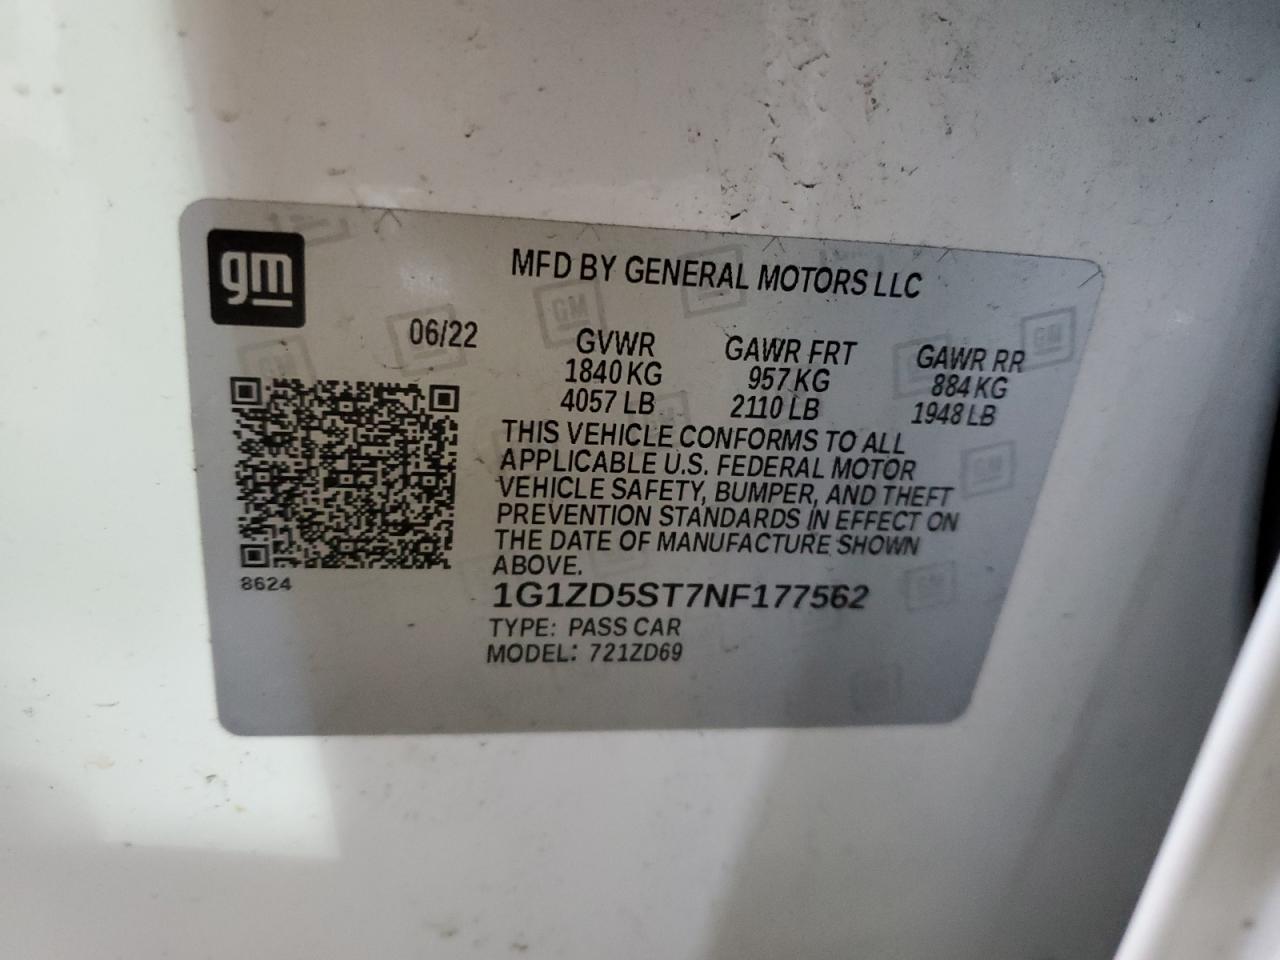 gm
MFD BY GENERAL MOTORS LLC
06/22
GVWR GAWR FRT GAWR RR
1840 KG 957 KG 884 KG
4057 LB 2110 LB 1948 LB
THIS VEHICLE CONFORMS TO ALL
APPLICABLE U.S. FEDERAL MOTOR
VEHICLE SAFETY, BUMPER, AND THEFT
PREVENTION STANDARDS IN EFFECT ON
THE DATE OF MANUFACTURE SHOWN
ABOVE.
8624
1G1ZD5ST7NF177562
TYPE: PASS CAR
MODEL: 721ZD69